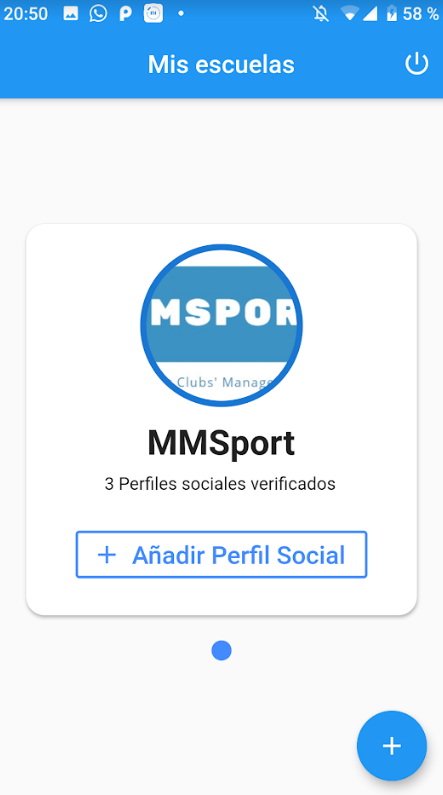 20:50 58 %
Mis escuelas
MSPOR
Clubs' Manage
MMSport
3 Perfiles sociales verificados
+ Añadir Perfil Social
+